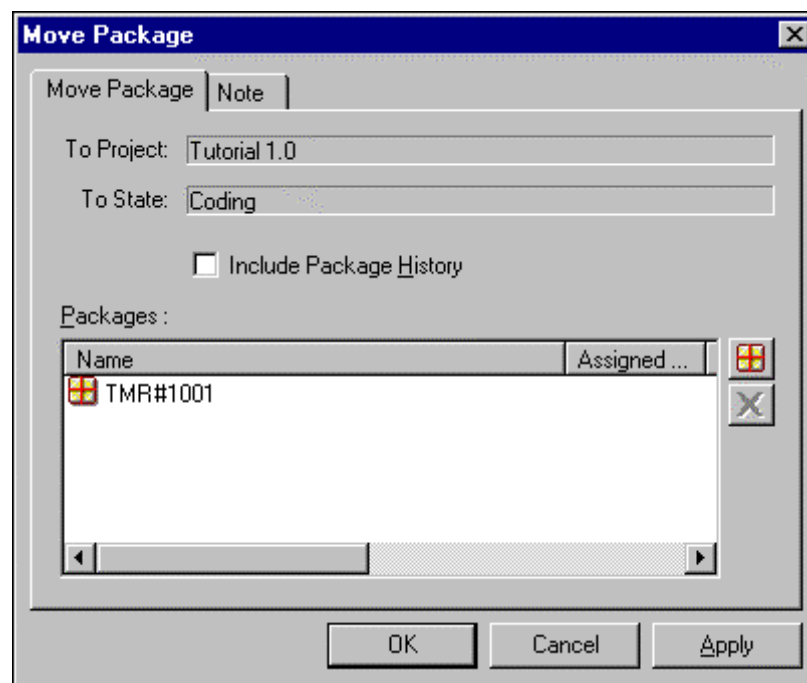 Move Package
Move Package Note
To Project: Tutorial 1.0
To State: Coding
Include Package History
Packages :
Name Assigned ...
TMR#1001
OK Cancel Apply